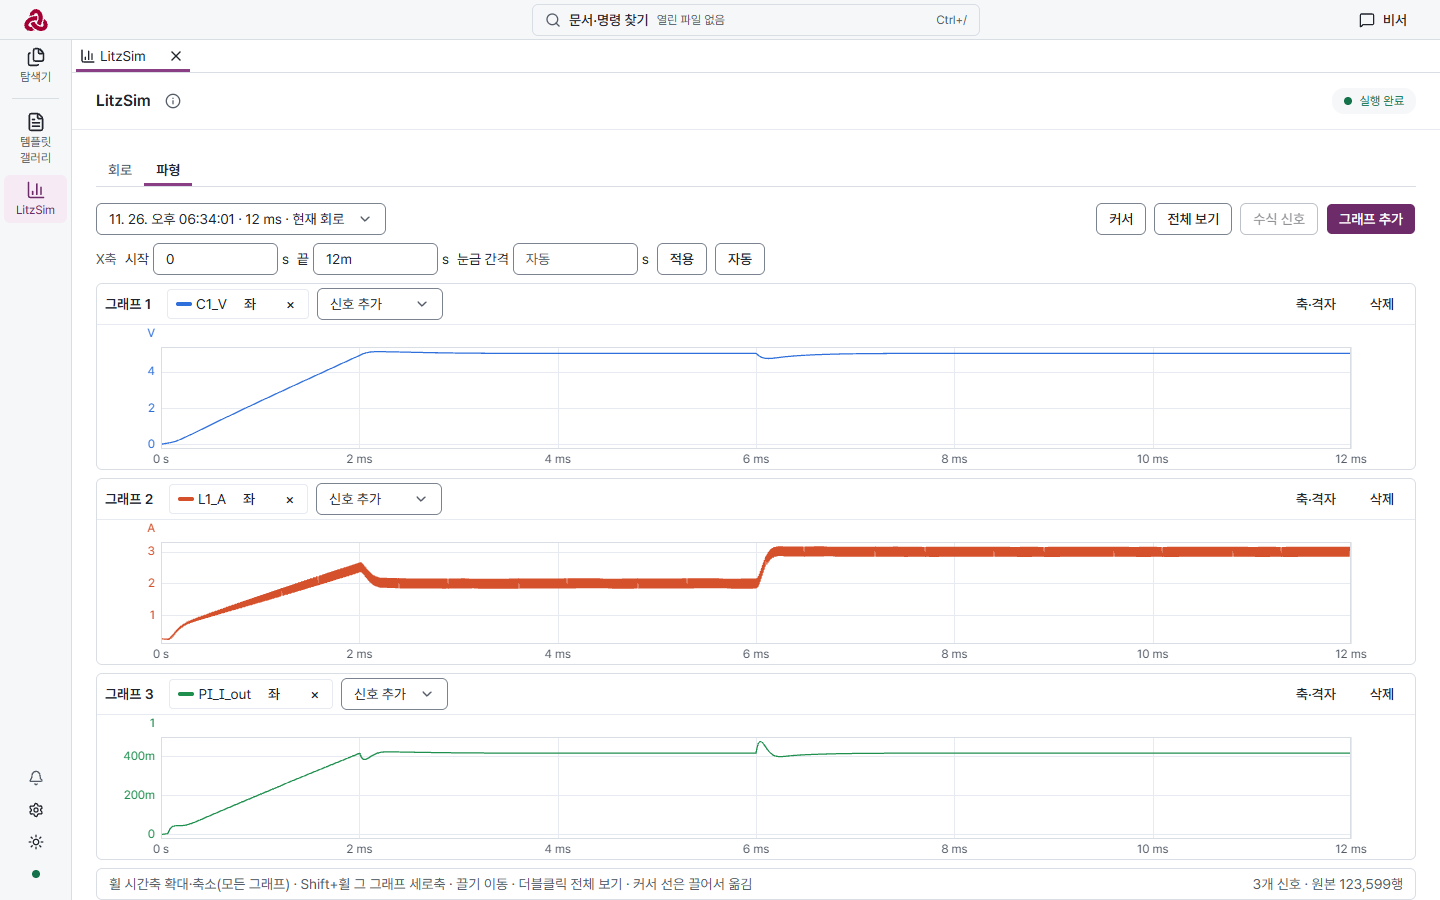 문서·명령 찾기 열린 파일 없음 Ctrl+/
비서
탐색기
템플릿
갤러리
LitzSim
LitzSim
LitzSim
실행 완료
회로 파형
11. 26. 오후 06:34:01 · 12 ms · 현재 회로
커서 전체 보기 수식 신호 그래프 추가
X축 시작 0 s 끝 12m s 눈금 간격 자동 s 적용 자동
그래프 1 C1_V 좌 × 신호 추가 축·격자 삭제
V
4
2
0
0 s 2 ms 4 ms 6 ms 8 ms 10 ms 12 ms
그래프 2 L1_A 좌 × 신호 추가 축·격자 삭제
A
3
2
1
0 s 2 ms 4 ms 6 ms 8 ms 10 ms 12 ms
그래프 3 PI_I_out 좌 × 신호 추가 축·격자 삭제
1
400m
200m
0
0 s 2 ms 4 ms 6 ms 8 ms 10 ms 12 ms
휠 시간축 확대·축소(모든 그래프) · Shift+휠 그 그래프 세로축 · 끌기 이동 · 더블클릭 전체 보기 · 커서 선은 끌어서 옮김
3개 신호 · 원본 123,599행